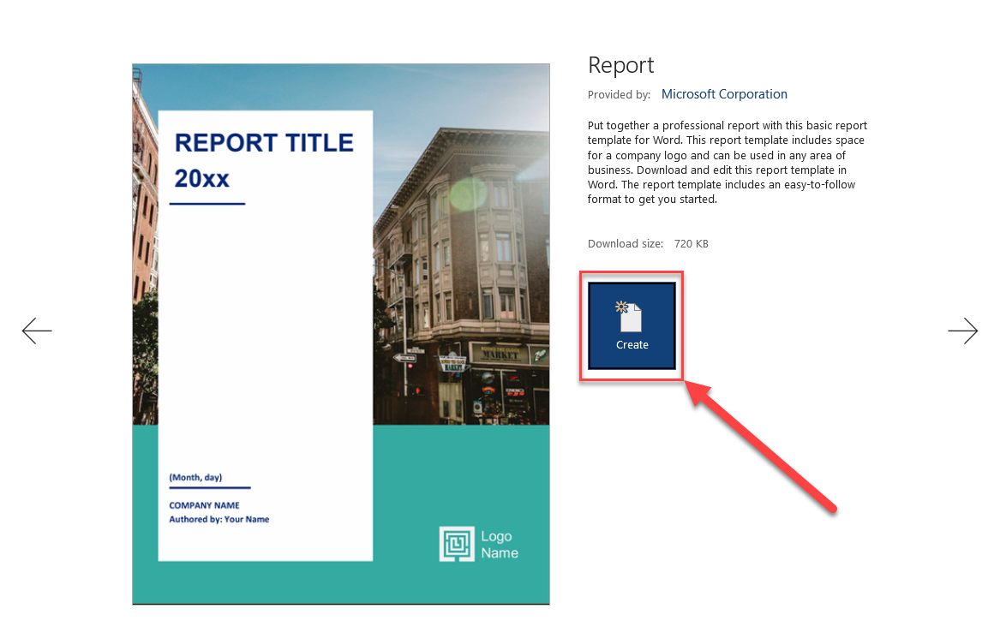 Report
Provided by: Microsoft Corporation
Put together a professional report with this basic report
template for Word. This report template includes space
for a company logo and can be used in any area of
business. Download and edit this report template in
Word. The report template includes an easy-to-follow
format to get you started.
Download size: 720 KB
Create
REPORT TITLE
20xx
MARKET
(Month, day)
COMPANY NAME
Authored by: Your Name
Logo
Name